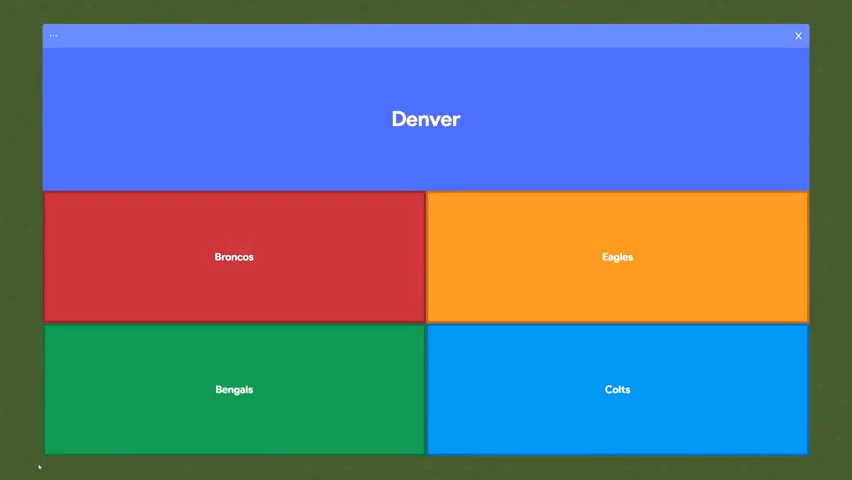 ...
X
Denver
Broncos
Eagles
Bengals
Colts